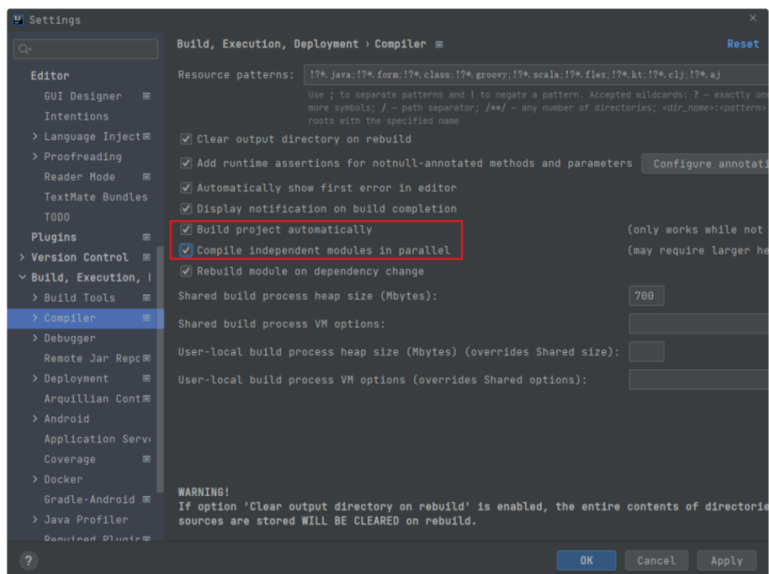 Settings
Build, Execution, Deployment › Compiler
Reset
Editor
GUI Designer
Intentions
Language Inject
Proofreading
Reader Mode
TextMate Bundles
TODO
Plugins
Version Control
Build, Execution,
Build Tools
Compiler
Debugger
Remote Jar Repo
Deployment
Arquillian Cont
Android
Application Serv
Coverage
Docker
Gradle-Android
Java Profiler
Required Plugin
Resource patterns: !?*.java;!?*.form;!?*.class;!?*.groovy;!?*.scala;!?*.flex;!?*.kt;!?*.clj;!?*.aj
Use ; to separate patterns and ! to negate a pattern. Accepted wildcards: ? — exactly one
more symbols; / — path separator; /**/ — any number of directories; <dir_name>:<pattern>
roots with the specified name
Clear output directory on rebuild
Add runtime assertions for notnull-annotated methods and parameters Configure annotati
Automatically show first error in editor
Display notification on build completion
Build project automatically (only works while not
Compile independent modules in parallel (may require larger he
Rebuild module on dependency change
Shared build process heap size (Mbytes): 700
Shared build process VM options:
User-local build process heap size (Mbytes) (overrides Shared size):
User-local build process VM options (overrides Shared options):
WARNING!
If option 'Clear output directory on rebuild' is enabled, the entire contents of directorie
sources are stored WILL BE CLEARED on rebuild.
?
OK Cancel Apply